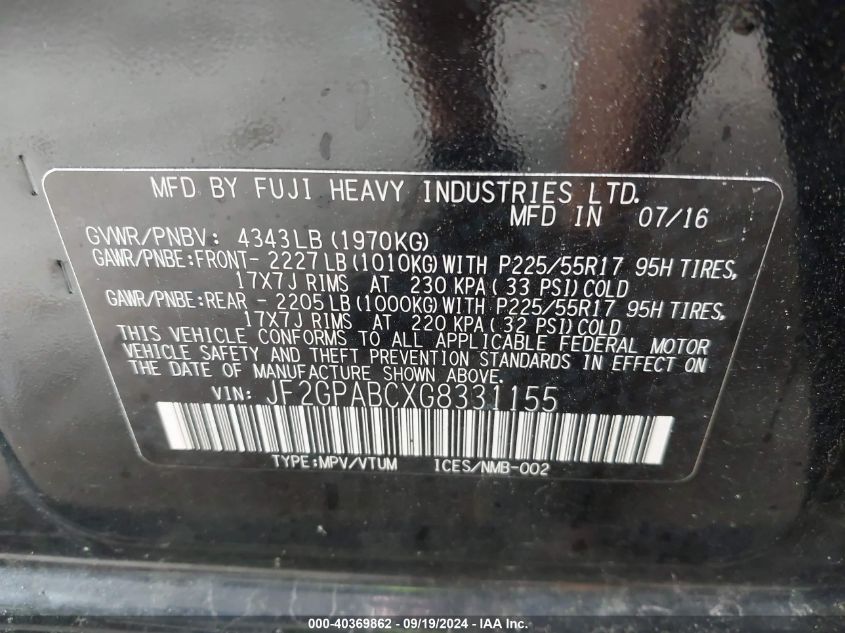 MFD BY FUJI HEAVY INDUSTRIES LTD.
MFD IN 07/16
GVWR/PNBV: 4343LB (1970KG)
GAWR/PNBE:FRONT- 2227LB (1010KG) WITH P225/55R17 95H TIRES,
17X7J RIMS AT 230 KPA ( 33 PSI) COLD
GAWR/PNBE:REAR - 2205LB (1000KG) WITH P225/55R17 95H TIRES,
17X7J RIMS AT 220 KPA ( 32 PSI) COLD
THIS VEHICLE CONFORMS TO ALL APPLICABLE FEDERAL MOTOR
VEHICLE SAFETY AND THEFT PREVENTION STANDARDS IN EFFECT ON
THE DATE OF MANUFACTURE SHOWN ABOVE.
VIN: JF2GPABCXG8331155
TYPE:MPV/VTUM ICES/NMB-002
000-40369862 - 09/19/2024 - IAAI Inc.